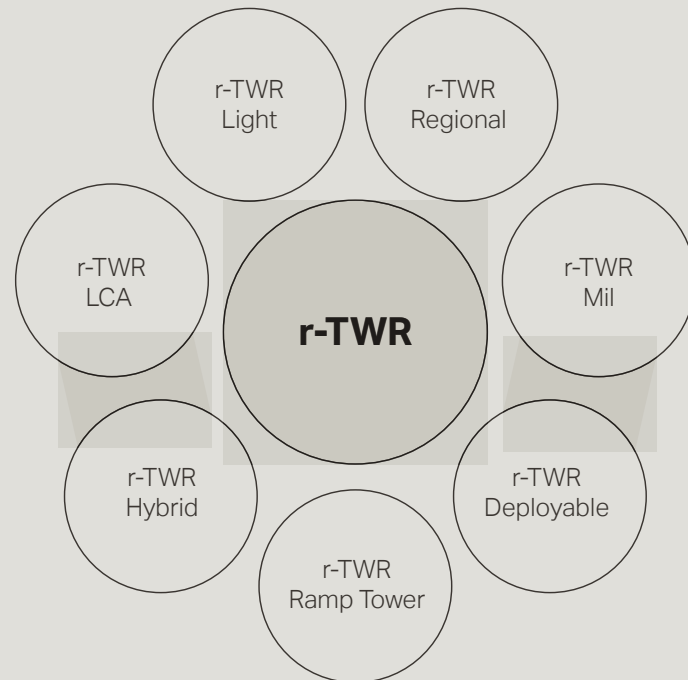 r-TWR
Light
r-TWR
Regional
r-TWR
LCA
r-TWR
r-TWR
Mil
r-TWR
Hybrid
r-TWR
Deployable
r-TWR
Ramp Tower